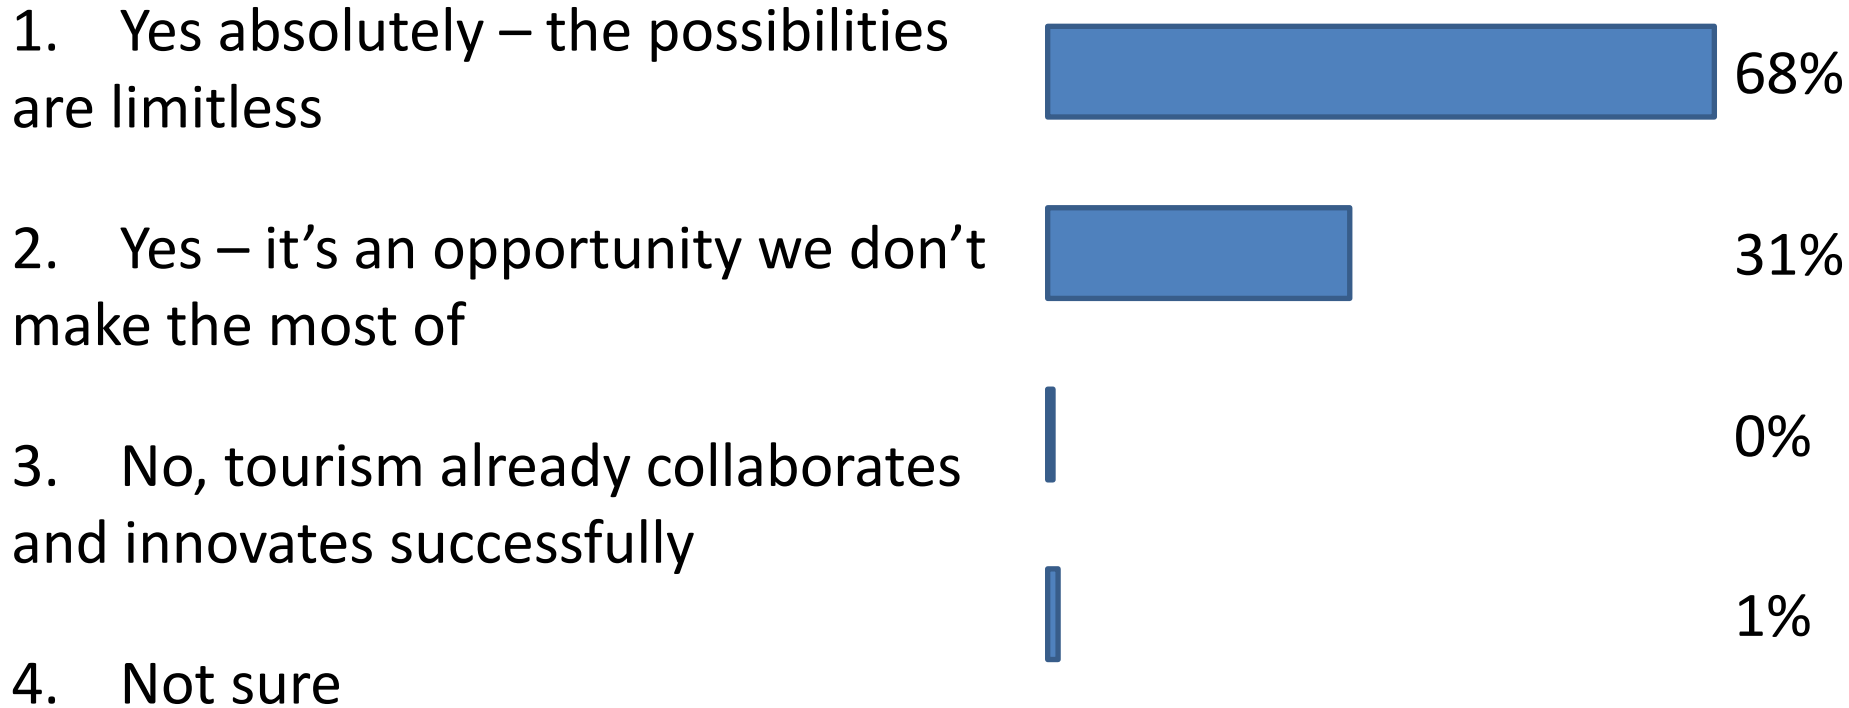 1. Yes absolutely – the possibilities
are limitless
68%
2. Yes – it’s an opportunity we don’t
make the most of
31%
3. No, tourism already collaborates
and innovates successfully
0%
4. Not sure
1%